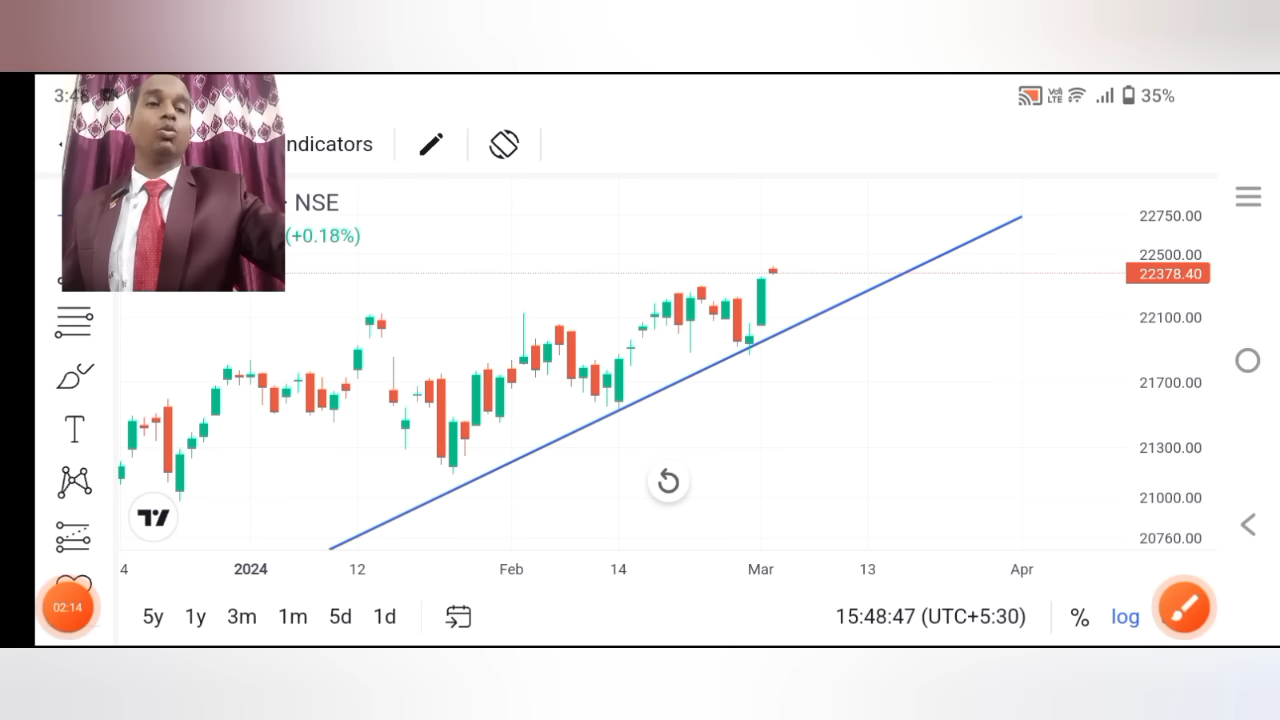 3:48
Voll
LTE
35%
ndicators
NSE
(+0.18%)
22750.00
22500.00
22378.40
22100.00
21700.00
21300.00
21000.00
20760.00
T
4 2024 12 Feb 14 Mar 13 Apr
02:14
5y 1y 3m 1m 5d 1d 15:48:47 (UTC+5:30) % log